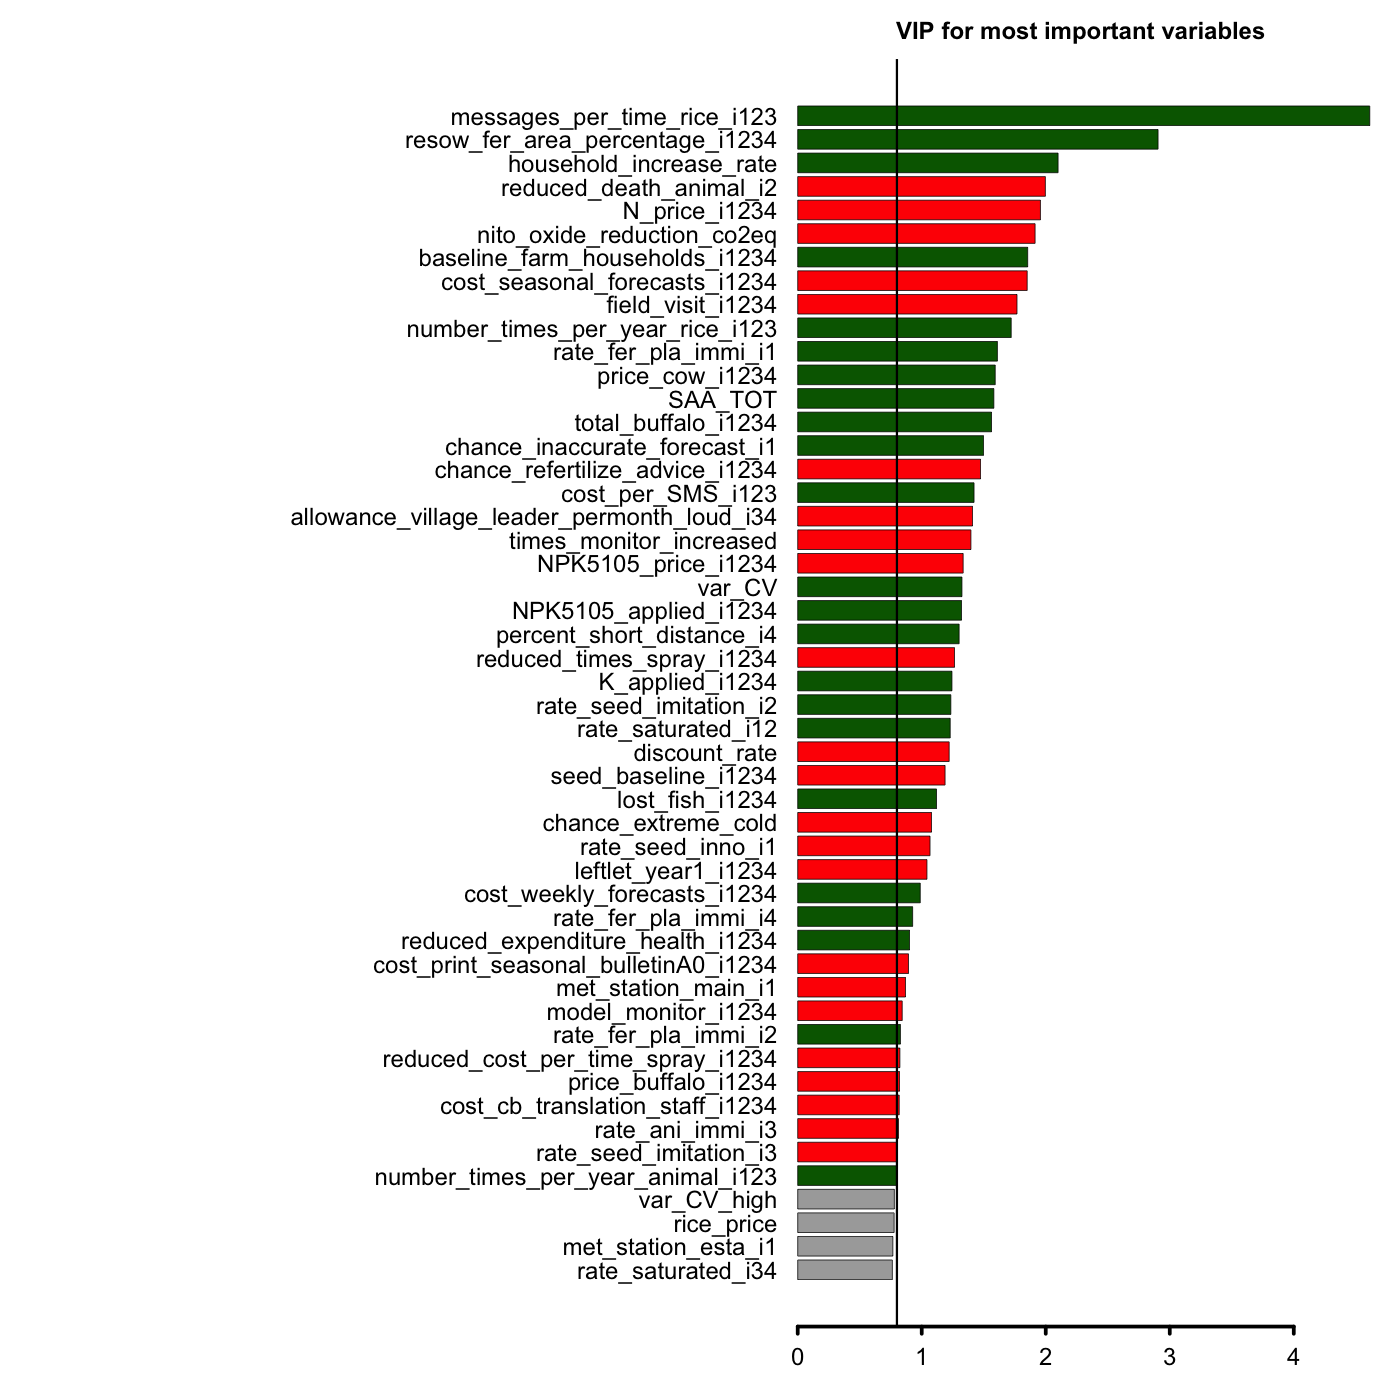 VIP for most important variables
messages_per_time_rice_i123
resow_fer_area_percentage_i1234
household_increase_rate
reduced_death_animal_i2
N_price_i1234
nito_oxide_reduction_co2eq
baseline_farm_households_i1234
cost_seasonal_forecasts_i1234
field_visit_i1234
number_times_per_year_rice_i123
rate_fer_pla_immi_i1
price_cow_i1234
SAA_TOT
total_buffalo_i1234
chance_inaccurate_forecast_i1
chance_refertilize_advice_i1234
cost_per_SMS_i123
allowance_village_leader_permonth_loud_i34
times_monitor_increased
NPK5105_price_i1234
var_CV
NPK5105_applied_i1234
percent_short_distance_i4
reduced_times_spray_i1234
K_applied_i1234
rate_seed_imitation_i2
rate_saturated_i12
discount_rate
seed_baseline_i1234
lost_fish_i1234
chance_extreme_cold
rate_seed_inno_i1
leftlet_year1_i1234
cost_weekly_forecasts_i1234
rate_fer_pla_immi_i4
reduced_expenditure_health_i1234
cost_print_seasonal_bulletinA0_i1234
met_station_main_i1
model_monitor_i1234
rate_fer_pla_immi_i2
reduced_cost_per_time_spray_i1234
price_buffalo_i1234
cost_cb_translation_staff_i1234
rate_ani_immi_i3
rate_seed_imitation_i3
number_times_per_year_animal_i123
var_CV_high
rice_price
met_station_esta_i1
rate_saturated_i34
0 1 2 3 4